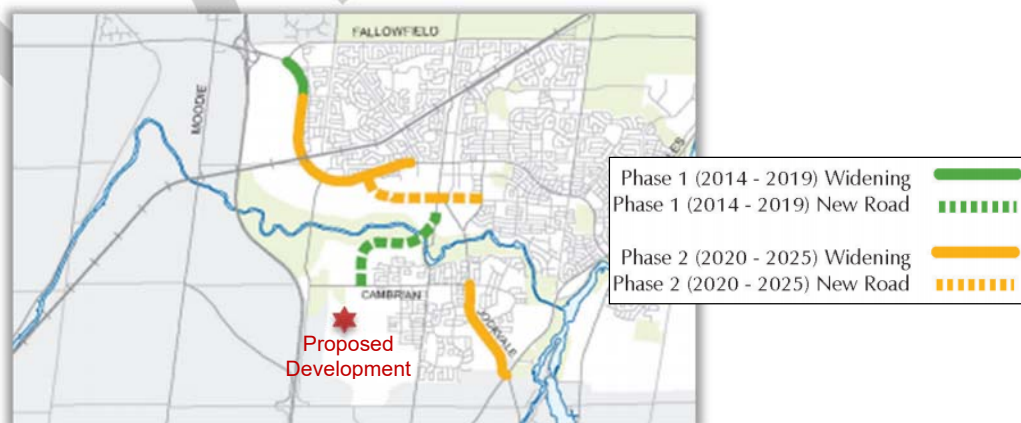 FALLOWFIELD
MOODIE
CAMBRIAN
Proposed
Development
Phase 1 (2014 - 2019) Widening
Phase 1 (2014 - 2019) New Road
Phase 2 (2020 - 2025) Widening
Phase 2 (2020 - 2025) New Road